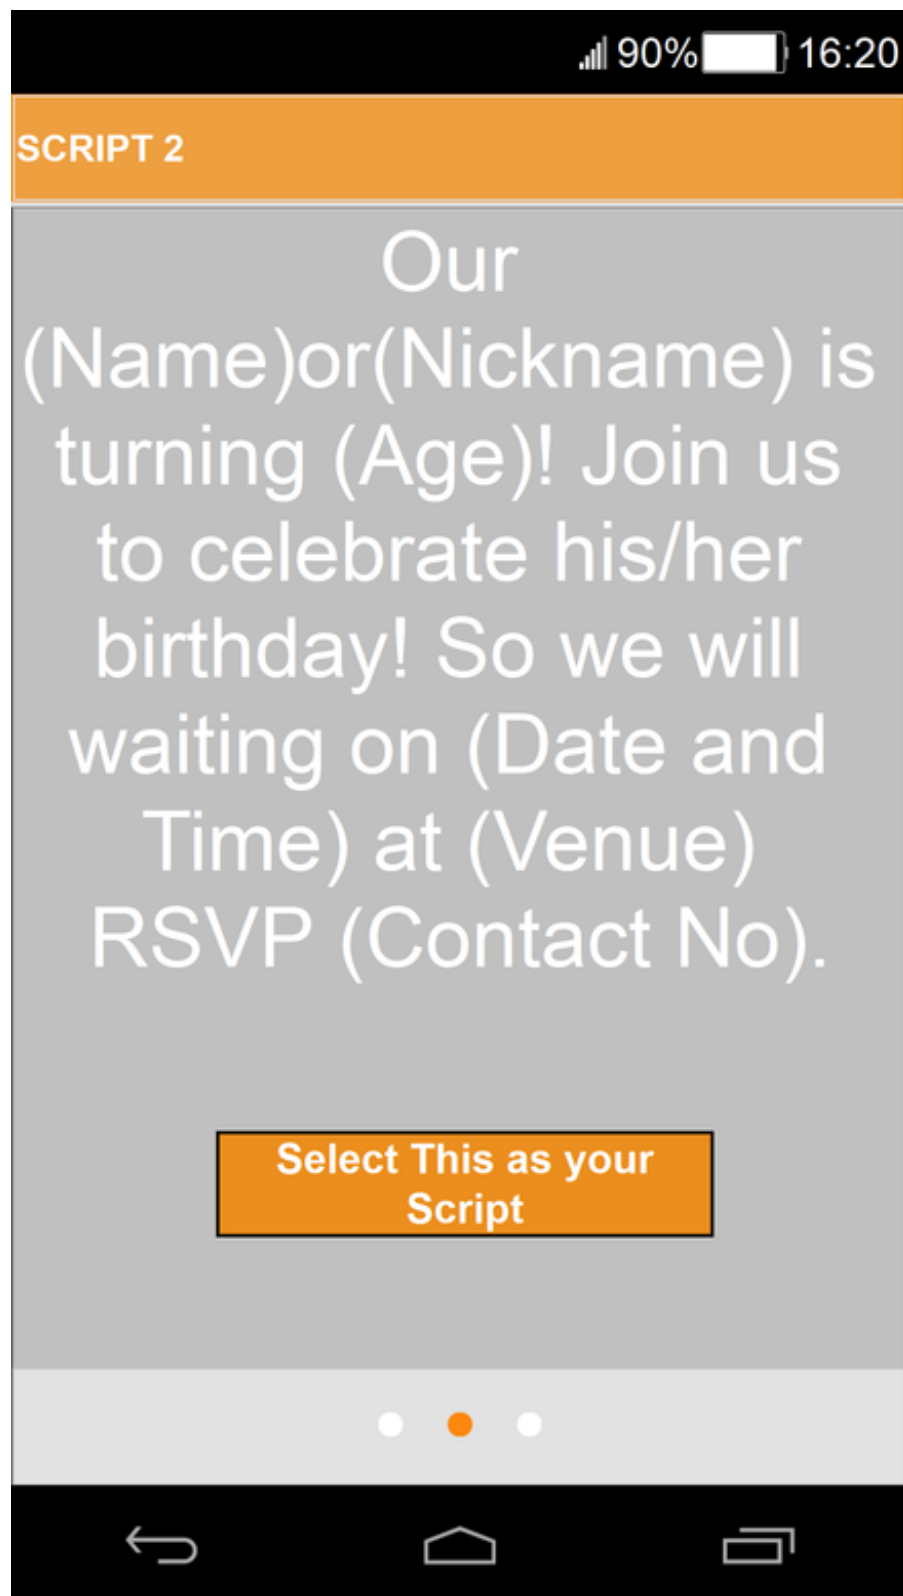 90% 16:20
SCRIPT 2
Our
(Name)or(Nickname) is
turning (Age)! Join us
to celebrate his/her
birthday! So we will
waiting on (Date and
Time) at (Venue)
RSVP (Contact No).
Select This as your
Script